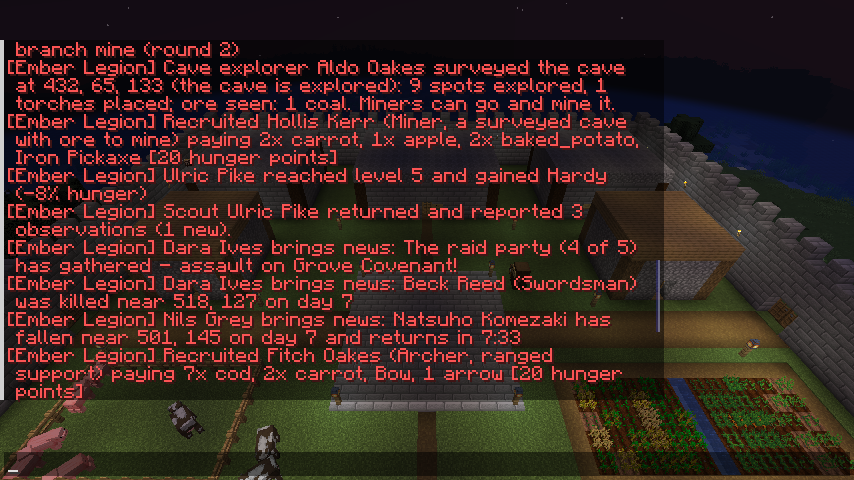 branch mine (round 2)
[Ember Legion] Cave explorer Aldo Oakes surveyed the cave
at 432, 65, 133 (the cave is explored): 9 spots explored, 1
torches placed; ore seen: 1 coal. Miners can go and mine it.
[Ember Legion] Recruited Hollis Kerr (Miner, a surveyed cave
with ore to mine) paying 2x carrot, 1x apple, 2x baked_potato,
Iron Pickaxe [20 hunger points]
[Ember Legion] Ulric Pike reached level 5 and gained Hardy
(-8% hunger)
[Ember Legion] Scout Ulric Pike returned and reported 3
observations (1 new).
[Ember Legion] Dara Ives brings news: The raid party (4 of 5)
has gathered - assault on Grove Covenant!
[Ember Legion] Dara Ives brings news: Beck Reed (Swordsman)
was killed near 518, 127 on day 7
[Ember Legion] Nils Grey brings news: Natsuho Komezaki has
fallen near 501, 145 on day 7 and returns in 7:33
[Ember Legion] Recruited Fitch Oakes (Archer, ranged
support) paying 7x cod, 2x carrot, Bow, 1 arrow [20 hunger
points]
_